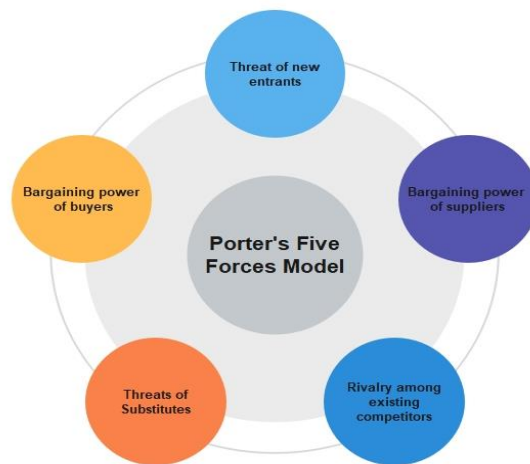 Threat of new
entrants
Bargaining power
of buyers
Bargaining power
of suppliers
Porter's Five
Forces Model
Threats of
Substitutes
Rivalry among
existing
competitors